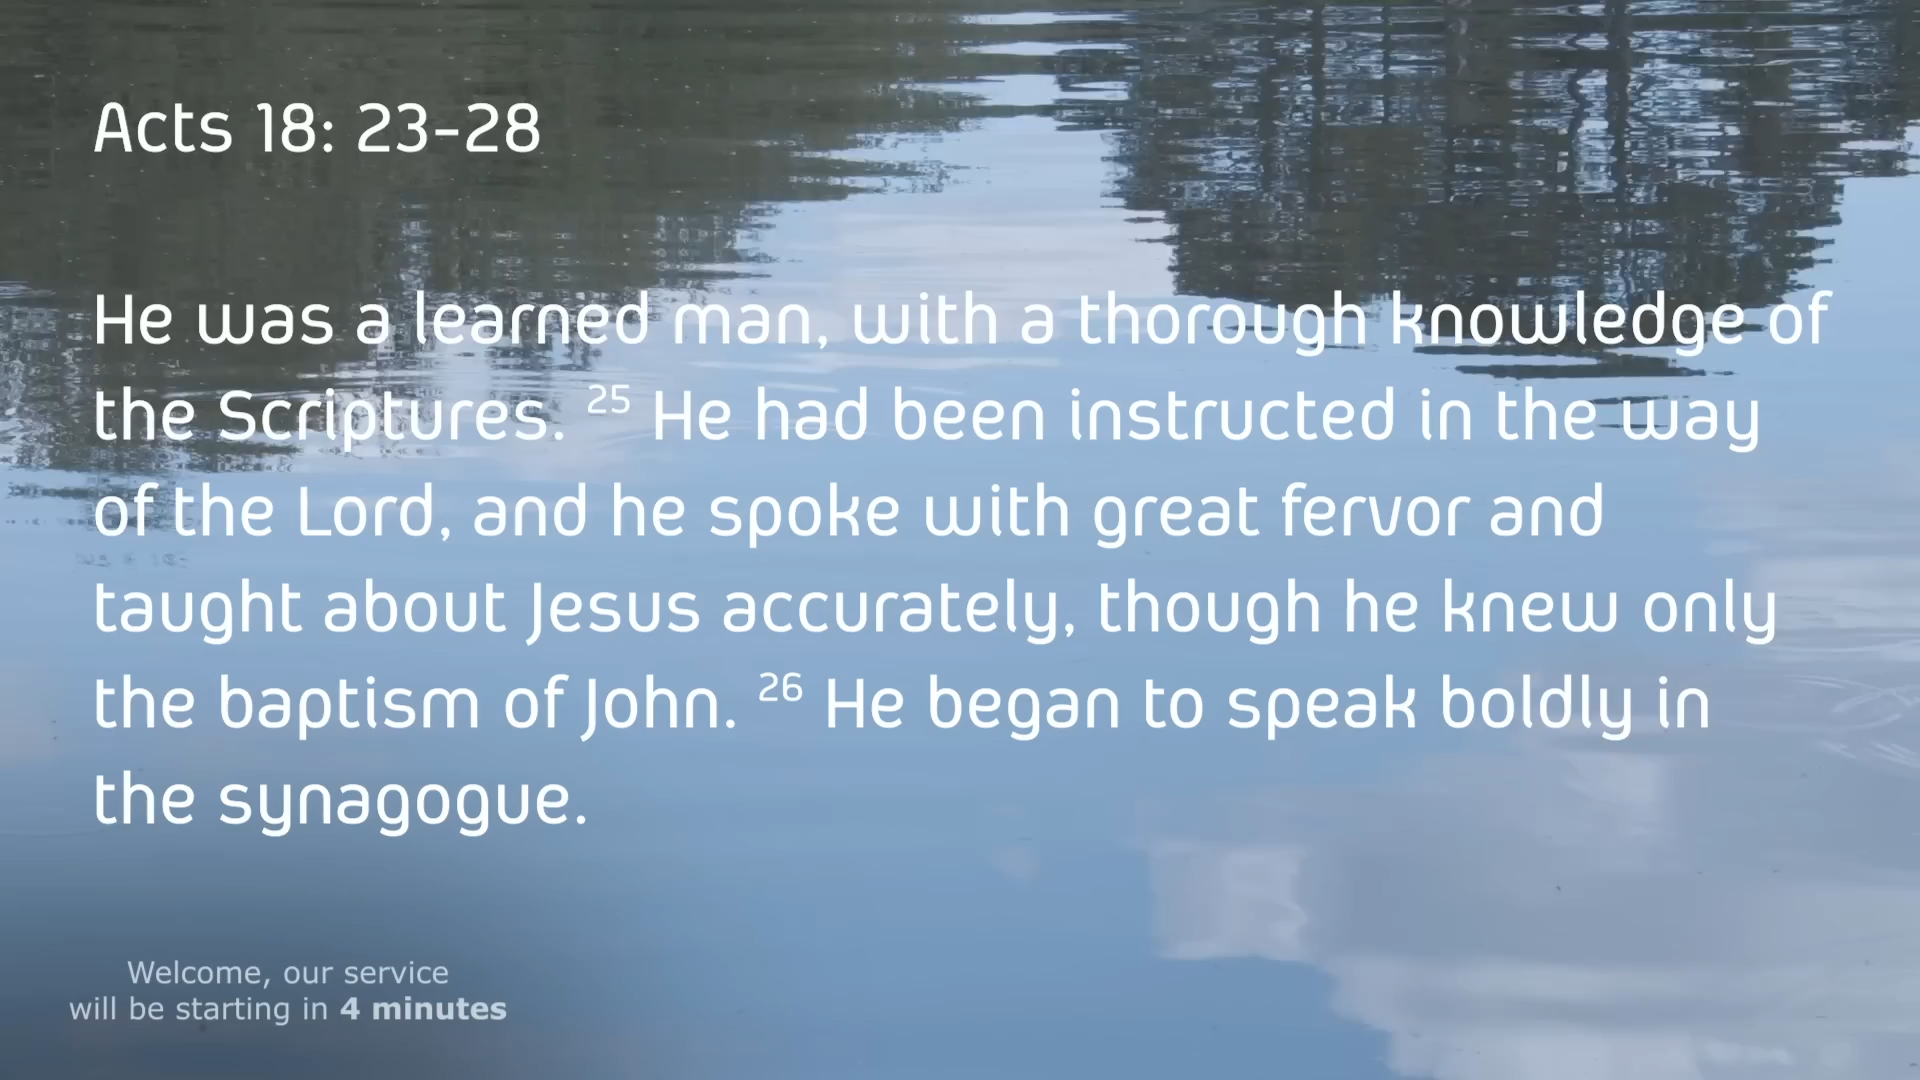 Acts 18: 23-28
He was a learned man, with a thorough knowledge of
the Scriptures. 25 He had been instructed in the way
of the Lord, and he spoke with great fervor and
taught about Jesus accurately, though he knew only
the baptism of John. 26 He began to speak boldly in
the synagogue.
Welcome, our service
will be starting in 4 minutes